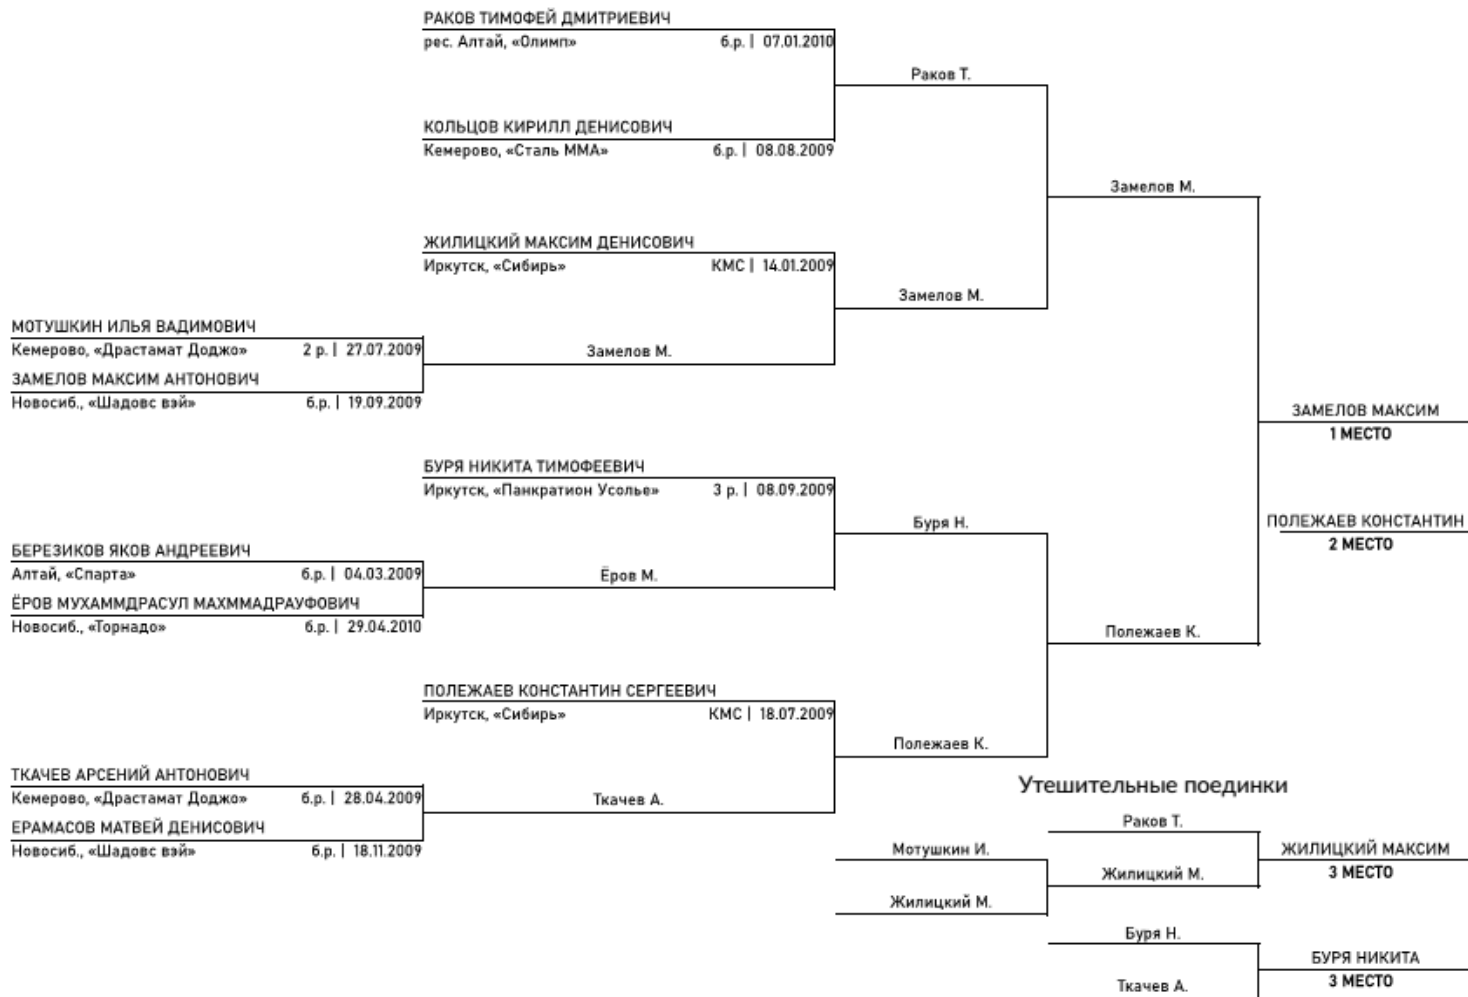 РАКОВ ТИМОФЕЙ ДМИТРИЕВИЧ
рес. Алтай, «Олимп» б.р. | 07.01.2010
Раков Т.
КОЛЬЦОВ КИРИЛЛ ДЕНИСОВИЧ
Кемерово, «Сталь ММА» б.р. | 08.08.2009
Замелов М.
ЖИЛИЦКИЙ МАКСИМ ДЕНИСОВИЧ
Иркутск, «Сибирь» КМС | 14.01.2009
Замелов М.
МОТУШКИН ИЛЬЯ ВАДИМОВИЧ
Кемерово, «Драстамат Доджо» 2 р. | 27.07.2009
Замелов М.
ЗАМЕЛОВ МАКСИМ АНТОНОВИЧ
Новосиб., «Шадовс вэй» б.р. | 19.09.2009
ЗАМЕЛОВ МАКСИМ
1 МЕСТО
БУРЯ НИКИТА ТИМОФЕЕВИЧ
Иркутск, «Панкратион Усолье» 3 р. | 08.09.2009
Буря Н.
ПОЛЕЖАЕВ КОНСТАНТИН
2 МЕСТО
БЕРЕЗИКОВ ЯКОВ АНДРЕЕВИЧ
Алтай, «Спарта» б.р. | 04.03.2009
Ёров М.
ЁРОВ МУХАММДРАСУЛ МАХММАДРАУФОВИЧ
Новосиб., «Торнадо» б.р. | 29.04.2010
Полежаев К.
ПОЛЕЖАЕВ КОНСТАНТИН СЕРГЕЕВИЧ
Иркутск, «Сибирь» КМС | 18.07.2009
Полежаев К.
ТКАЧЕВ АРСЕНИЙ АНТОНОВИЧ
Кемерово, «Драстамат Доджо» б.р. | 28.04.2009
Ткачев А.
ЕРАМАСОВ МАТВЕЙ ДЕНИСОВИЧ
Новосиб., «Шадовс вэй» б.р. | 18.11.2009
Утешительные поединки
Раков Т.
Мотушкин И.
ЖИЛИЦКИЙ МАКСИМ
3 МЕСТО
Жилицкий М.
Жилицкий М.
Буря Н.
БУРЯ НИКИТА
3 МЕСТО
Ткачев А.